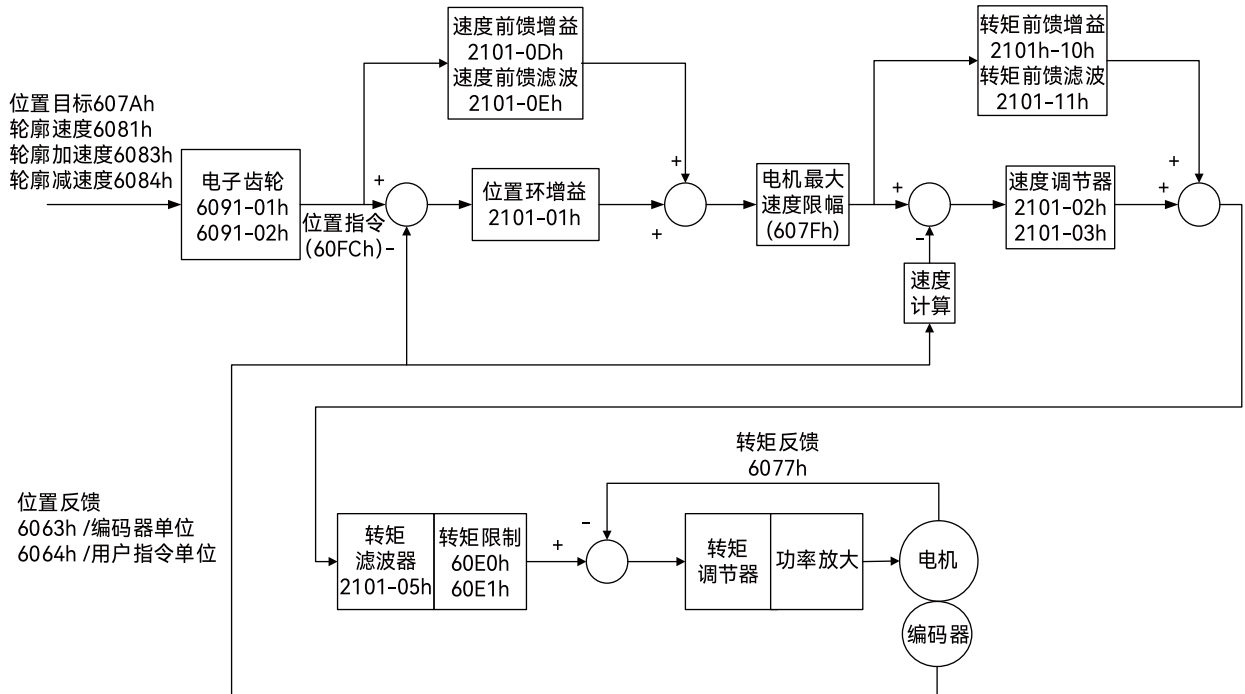 速度前馈增益
2101-0Dh
速度前馈滤波
2101-0Eh
转矩前馈增益
2101h-10h
转矩前馈滤波
2101-11h
位置目标607Ah
轮廓速度6081h
轮廓加速度6083h
轮廓减速度6084h
电子齿轮
6091-01h
6091-02h
位置指令
(60FCh)-
+
位置环增益
2101-01h
+
+
电机最大
速度限幅
(607Fh)
+
-
速度调节器
2101-02h
2101-03h
+
+
速度
计算
转矩反馈
6077h
位置反馈
6063h /编码器单位
6064h /用户指令单位
转矩
滤波器
2101-05h
转矩限制
60E0h
60E1h
+
-
转矩
调节器
功率放大
电机
编码器